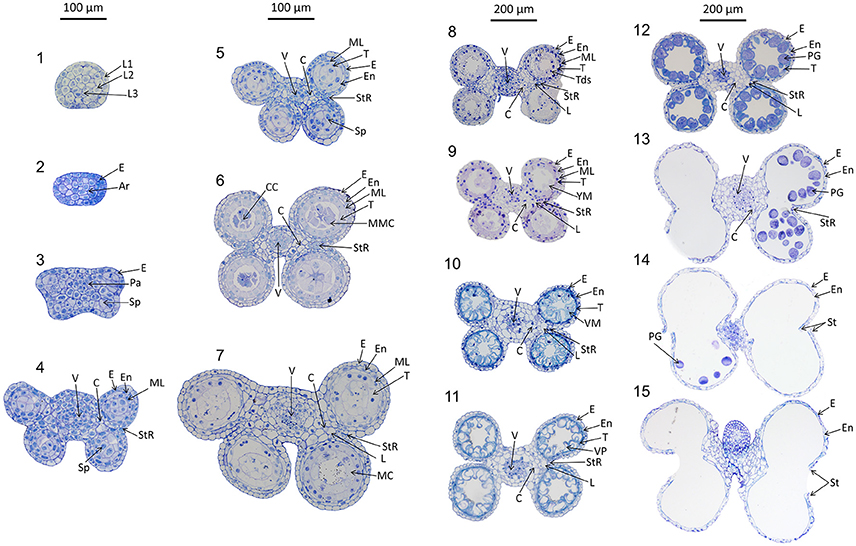 100 µm
100 µm
200 µm
200 µm
1
L1
L2
L3
2
E
Ar
3
E
Pa
Sp
4
V
C
E
En
ML
StR
Sp
5
V
C
ML
T
E
En
StR
Sp
6
CC
C
E
En
ML
T
MMC
StR
V
7
V
C
E
En
ML
T
StR
L
MC
8
V
E
En
ML
T
Tds
C
StR
L
9
V
E
En
ML
T
YM
StR
C
L
10
V
E
En
T
VM
C
StR
L
11
V
E
En
T
VP
StR
C
L
12
V
E
En
PG
T
C
StR
L
13
V
E
En
PG
StR
C
14
E
En
St
PG
15
E
En
St